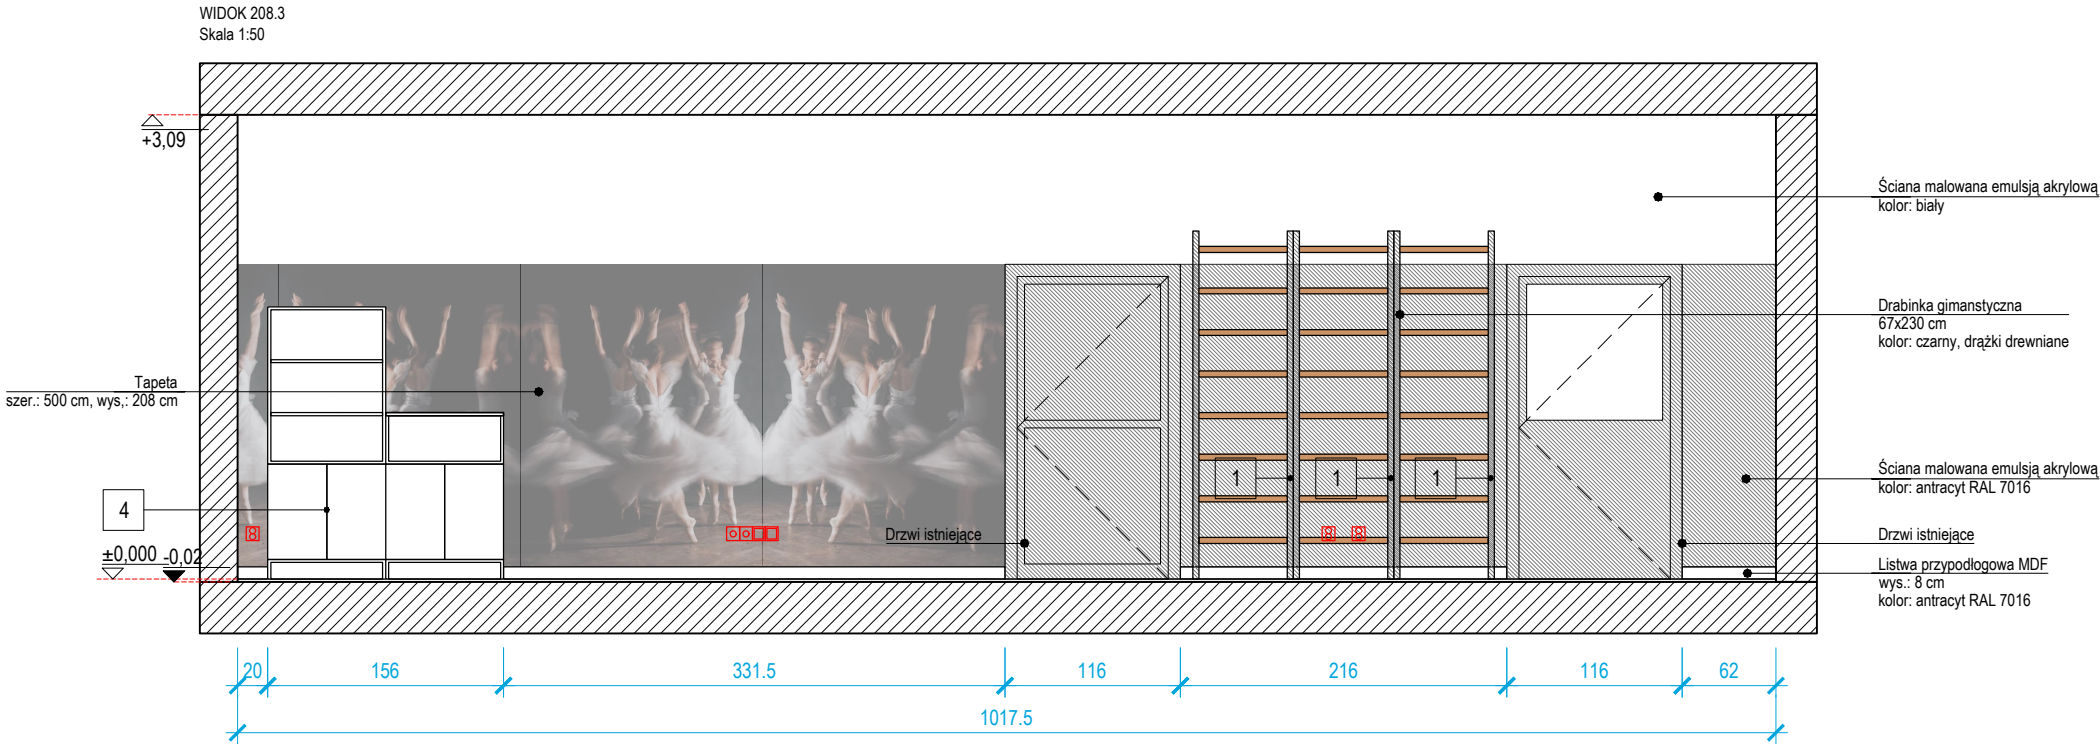 WIDOK 208.3
Skala 1:50
+3,09
Ściana malowana emulsją akrylową
kolor: biały
Drabinka gimanstyczna
67x230 cm
kolor: czarny, drążki drewniane
Tapeta
szer.: 500 cm, wys,: 208 cm
1
1
1
Ściana malowana emulsją akrylową
kolor: antracyt RAL 7016
4
Drzwi istniejące
Drzwi istniejące
±0,000
-0,02
Listwa przypodłogowa MDF
wys.: 8 cm
kolor: antracyt RAL 7016
20
156
331.5
116
216
116
62
1017.5